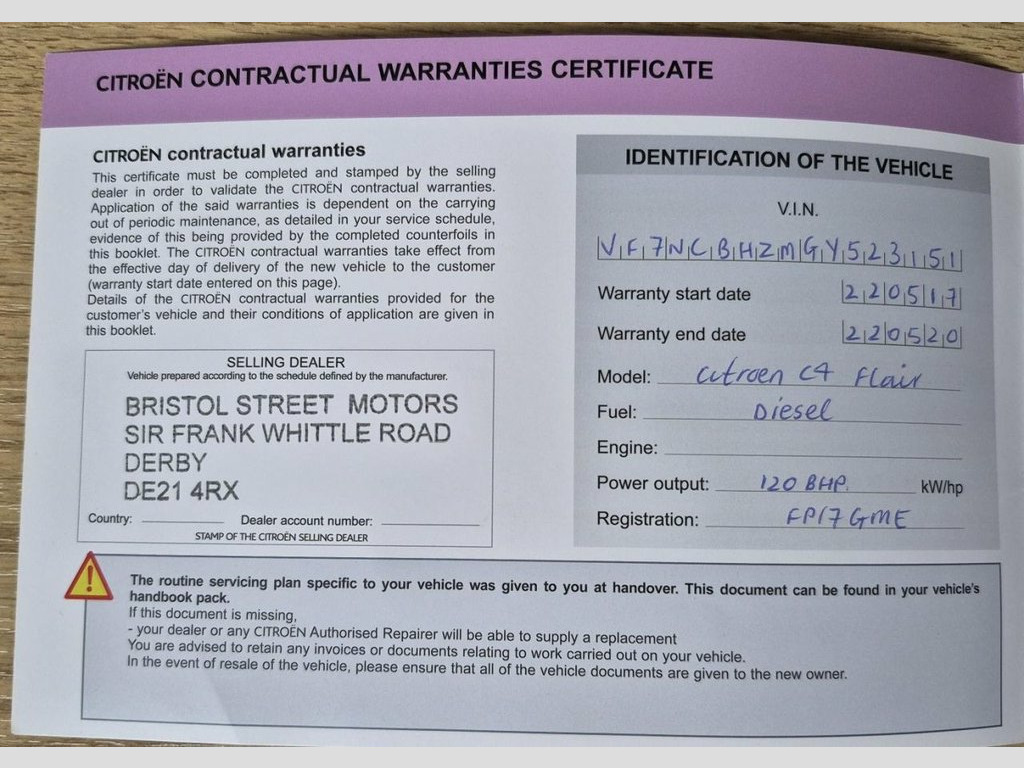 CITROËN CONTRACTUAL WARRANTIES CERTIFICATE
CITROËN contractual warranties
This certificate must be completed and stamped by the selling
dealer in order to validate the CITROËN contractual warranties.
Application of the said warranties is dependent on the carrying
out of periodic maintenance, as detailed in your service schedule,
evidence of this being provided by the completed counterfoils in
this booklet. The CITROËN contractual warranties take effect from
the effective day of delivery of the new vehicle to the customer
(warranty start date entered on this page).
Details of the CITROËN contractual warranties provided for the
customer's vehicle and their conditions of application are given in
this booklet.
SELLING DEALER
Vehicle prepared according to the schedule defined by the manufacturer.
BRISTOL STREET MOTORS
SIR FRANK WHITTLE ROAD
DERBY
DE21 4RX
Country: Dealer account number:
STAMP OF THE CITROËN SELLING DEALER
IDENTIFICATION OF THE VEHICLE
V.I.N.
VF7NCBHZMGY523151
Warranty start date 220517
Warranty end date 220520
Model: Citroen C4 Flair
Fuel: Diesel
Engine:
Power output: 120 BHP. kW/hp
Registration: FP17 GME
The routine servicing plan specific to your vehicle was given to you at handover. This document can be found in your vehicle's
handbook pack.
If this document is missing,
- your dealer or any CITROËN Authorised Repairer will be able to supply a replacement
You are advised to retain any invoices or documents relating to work carried out on your vehicle.
In the event of resale of the vehicle, please ensure that all of the vehicle documents are given to the new owner.